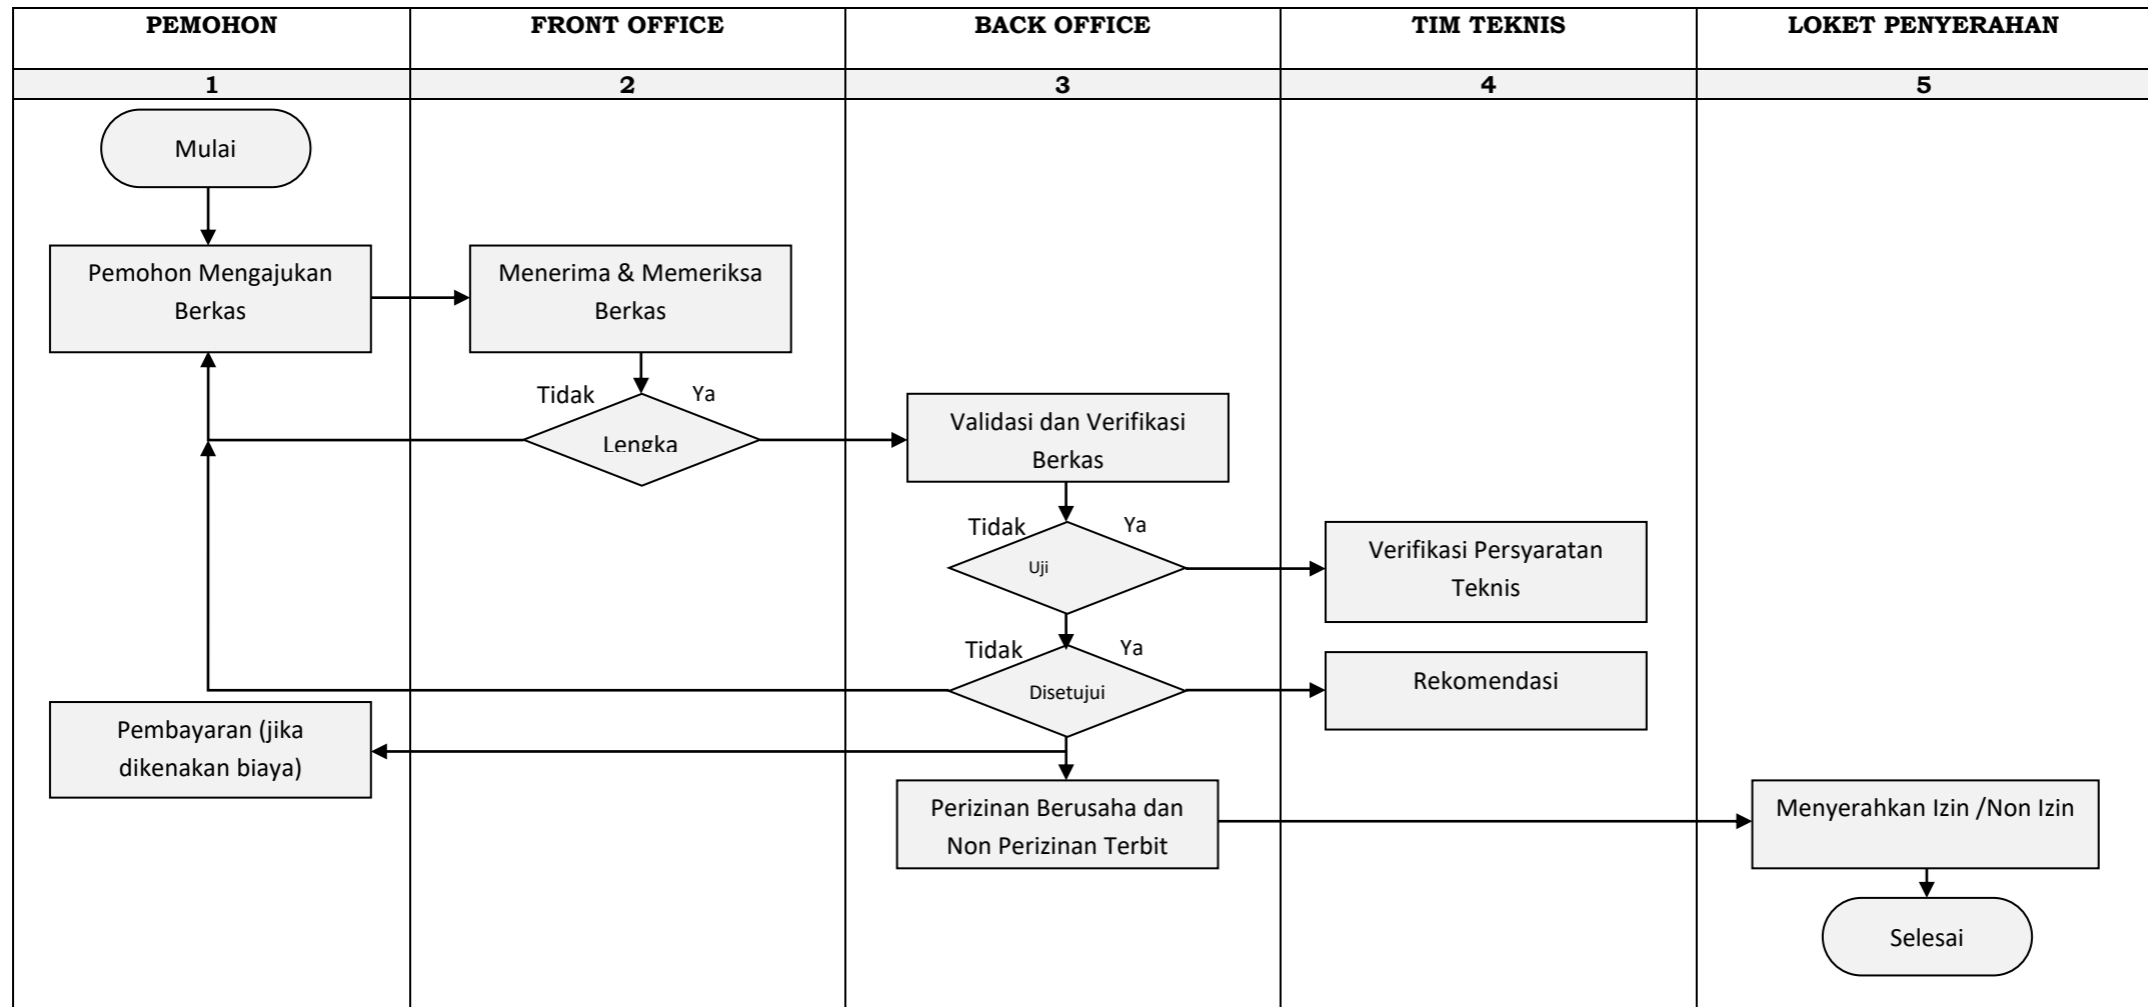 PEMOHON
FRONT OFFICE
BACK OFFICE
TIM TEKNIS
LOKET PENYERAHAN
1
2
3
4
5
Mulai
Pemohon Mengajukan
Berkas
Menerima & Memeriksa
Berkas
Tidak
Ya
Lengka
Validasi dan Verifikasi
Berkas
Tidak
Ya
Uji
Verifikasi Persyaratan
Teknis
Tidak
Ya
Disetujui
Rekomendasi
Pembayaran (jika
dikenakan biaya)
Perizinan Berusaha dan
Non Perizinan Terbit
Menyerahkan Izin /Non Izin
Selesai